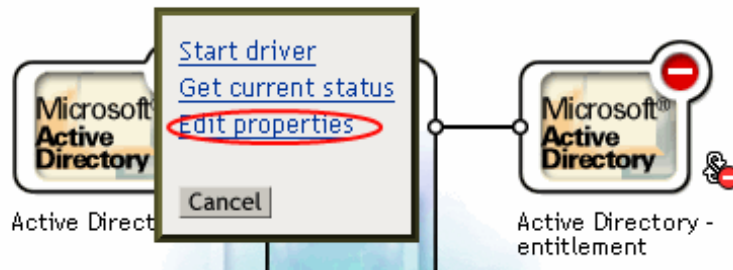 Start driver
Get current status
Edit properties
Cancel
Microsoft
Active
Directory
Active Direct
Microsoft®
Active
Directory
Active Directory -
entitlement